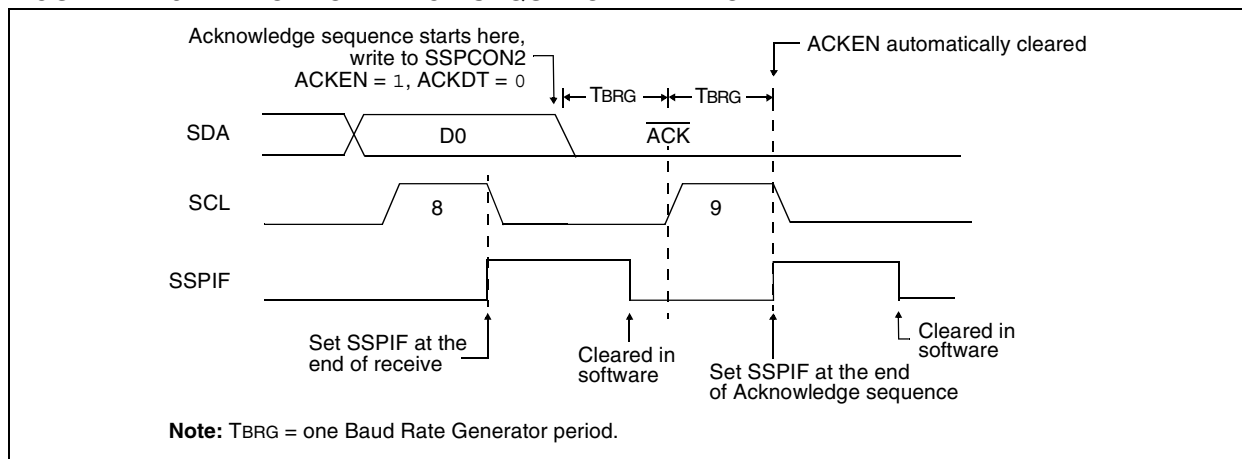 Acknowledge sequence starts here,
write to SSPCON2
ACKEN = 1, ACKDT = 0
ACKEN automatically cleared
TBRG
TBRG
SDA
D0
ACK
SCL
8
9
SSPIF
Set SSPIF at the
end of receive
Cleared in
software
Set SSPIF at the end
of Acknowledge sequence
Cleared in
software
Note: TBRG = one Baud Rate Generator period.